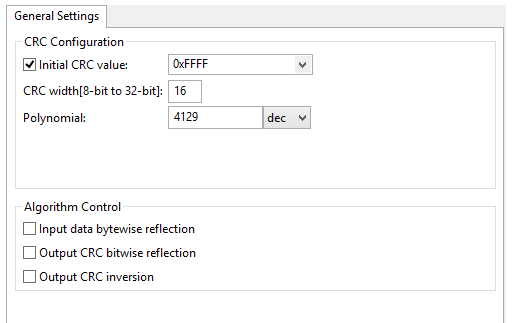 General Settings
CRC Configuration
Initial CRC value: 0xFFFF
CRC width[8-bit to 32-bit]: 16
Polynomial: 4129 dec
Algorithm Control
Input data bytewise reflection
Output CRC bitwise reflection
Output CRC inversion